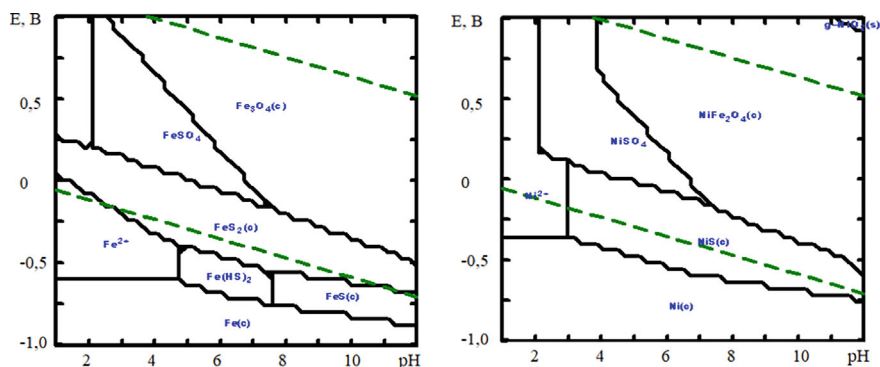 E, B
0,5
0
-0,5
-1,0
2
4
6
8
10
pH
Fe₃O₄(c)
FeSO₄
FeS₂(c)
Fe²⁺
Fe(HS)₂
FeS(c)
Fe(c)
E, B
0,5
0
-0,5
-1,0
2
4
6
8
10
pH
NiFe₂O₄(c)
NiSO₄
Ni²⁺
NiS(c)
Ni(c)